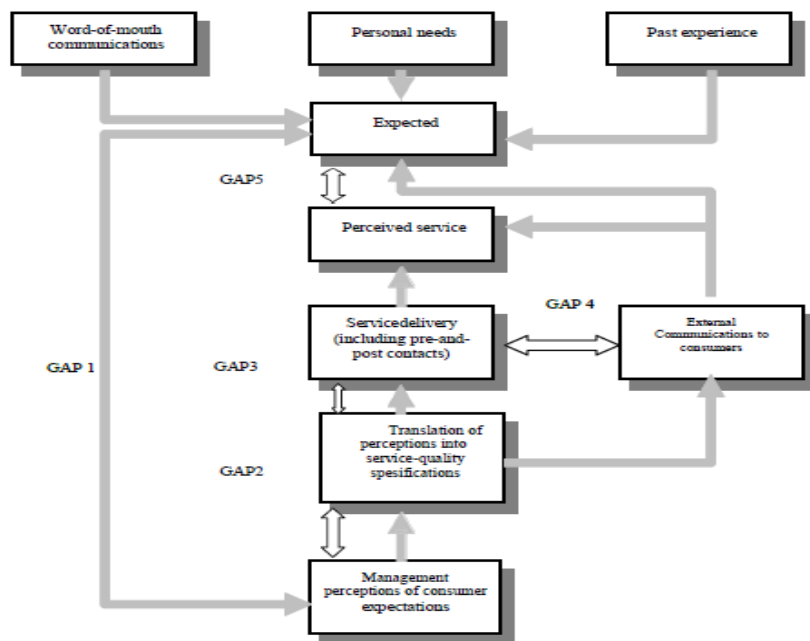 Word-of-mouth
communications
Personal needs
Past experience
Expected
GAP5
Perceived service
GAP 4
Servicedelivery
(including pre-and-
post contacts)
External
Communications to
consumers
GAP 1
GAP3
Translation of
perceptions into
service-quality
spesifications
GAP2
Management
perceptions of consumer
expectations